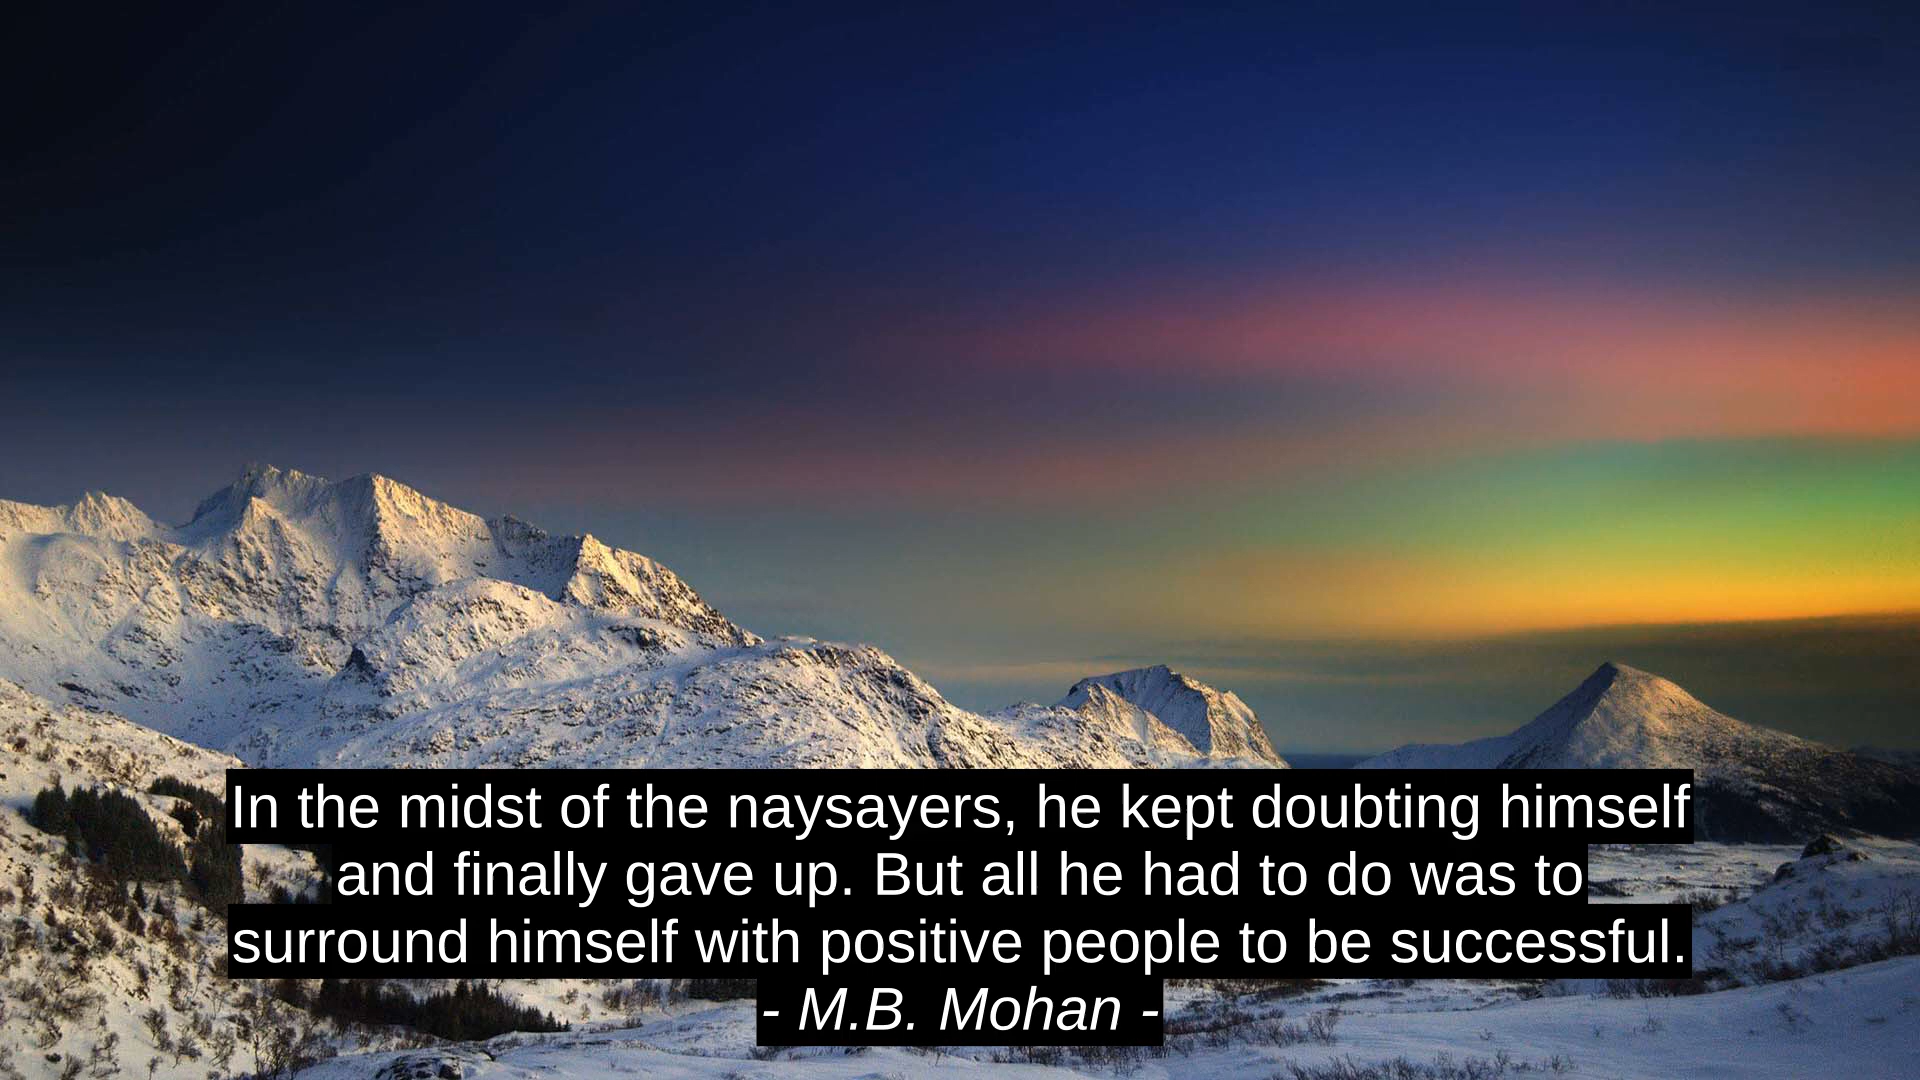 In the midst of the naysayers, he kept doubting himself
and finally gave up. But all he had to do was to
surround himself with positive people to be successful.
- M.B. Mohan -